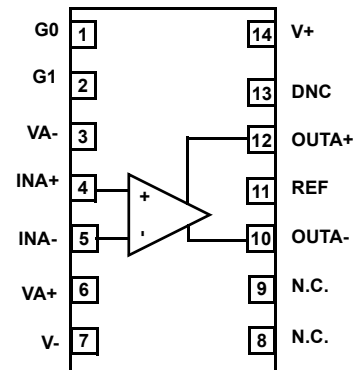 G0 1 14 V+
G1 2 13 DNC
VA- 3 12 OUTA+
INA+ 4 + 11 REF
INA- 5 - 10 OUTA-
VA+ 6 9 N.C.
V- 7 8 N.C.